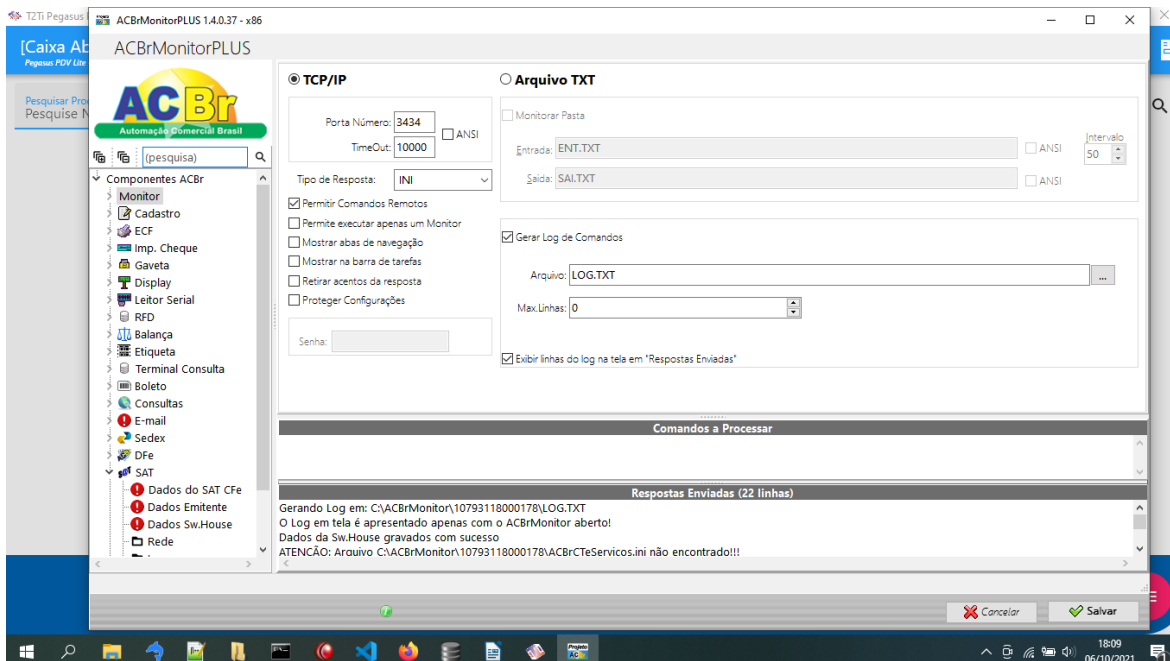 T2Ti Pegasus
ACBrMonitorPLUS 1.4.0.37 - x86
[Caixa Ab
Pegasus PDV Lite
ACBrMonitorPLUS
Pesquisar Pro
Pesquise N
ACBr
Automação Comercial Brasil
(pesquisa)
Componentes ACBr
Monitor
Cadastro
ECF
Imp. Cheque
Gaveta
Display
Leitor Serial
RFD
Balança
Etiqueta
Terminal Consulta
Boleto
Consultas
E-mail
Sedex
DFe
SAT
Dados do SAT CFe
Dados Emitente
Dados Sw.House
Rede
TCP/IP
Porta Número: 3434
ANSI
TimeOut: 10000
Tipo de Resposta: INI
Permitir Comandos Remotos
Permite executar apenas um Monitor
Mostrar abas de navegação
Mostrar na barra de tarefas
Retirar acentos da resposta
Proteger Configurações
Senha:
Arquivo TXT
Monitorar Pasta
Entrada: ENT.TXT
ANSI
Intervalo
50
Saida: SAI.TXT
ANSI
Gerar Log de Comandos
Arquivo: LOG.TXT
...
Max.Linhas: 0
Exibir linhas do log na tela em "Respostas Enviadas"
Comandos a Processar
Respostas Enviadas (22 linhas)
Gerando Log em: C:\ACBrMonitor\10793118000178\LOG.TXT
O Log em tela é apresentado apenas com o ACBrMonitor aberto!
Dados da Sw.House gravados com sucesso
ATENÇÃO: Arquivo C:\ACBrMonitor\10793118000178\ACBrCTeServicos.ini não encontrado!!!
Cancelar
Salvar
Projeto
ACBr
18:09
06/10/2021